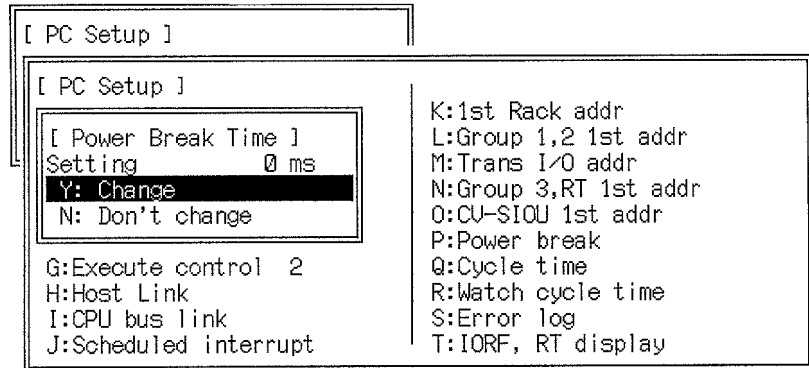 [ PC Setup ]
[ PC Setup ]
[ Power Break Time ]
Setting 0 ms
Y: Change
N: Don't change
G:Execute control 2
H:Host Link
I:CPU bus link
J:Scheduled interrupt
K:1st Rack addr
L:Group 1,2 1st addr
M:Trans I/O addr
N:Group 3,RT 1st addr
O:CV-SIOU 1st addr
P:Power break
Q:Cycle time
R:Watch cycle time
S:Error log
T:IORF, RT display